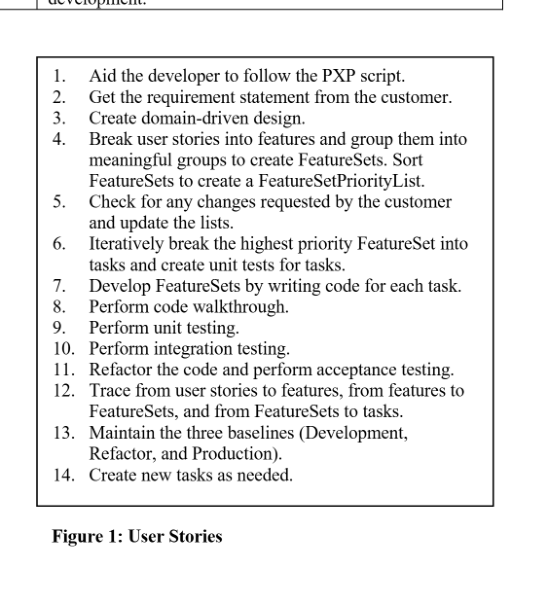 development.
1. Aid the developer to follow the PXP script.
2. Get the requirement statement from the customer.
3. Create domain-driven design.
4. Break user stories into features and group them into
meaningful groups to create FeatureSets. Sort
FeatureSets to create a FeatureSetPriorityList.
5. Check for any changes requested by the customer
and update the lists.
6. Iteratively break the highest priority FeatureSet into
tasks and create unit tests for tasks.
7. Develop FeatureSets by writing code for each task.
8. Perform code walkthrough.
9. Perform unit testing.
10. Perform integration testing.
11. Refactor the code and perform acceptance testing.
12. Trace from user stories to features, from features to
FeatureSets, and from FeatureSets to tasks.
13. Maintain the three baselines (Development,
Refactor, and Production).
14. Create new tasks as needed.
Figure 1: User Stories